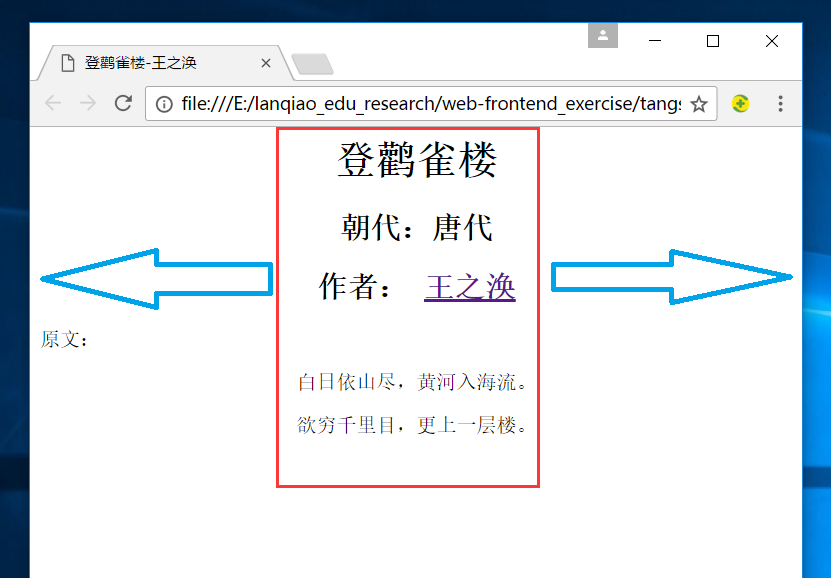 登鹳雀楼-王之涣
file:///E:/lanqiao_edu_research/web-frontend_exercise/tangs
登鹳雀楼
朝代：唐代
作者： 王之涣
原文：
白日依山尽，黄河入海流。
欲穷千里目，更上一层楼。